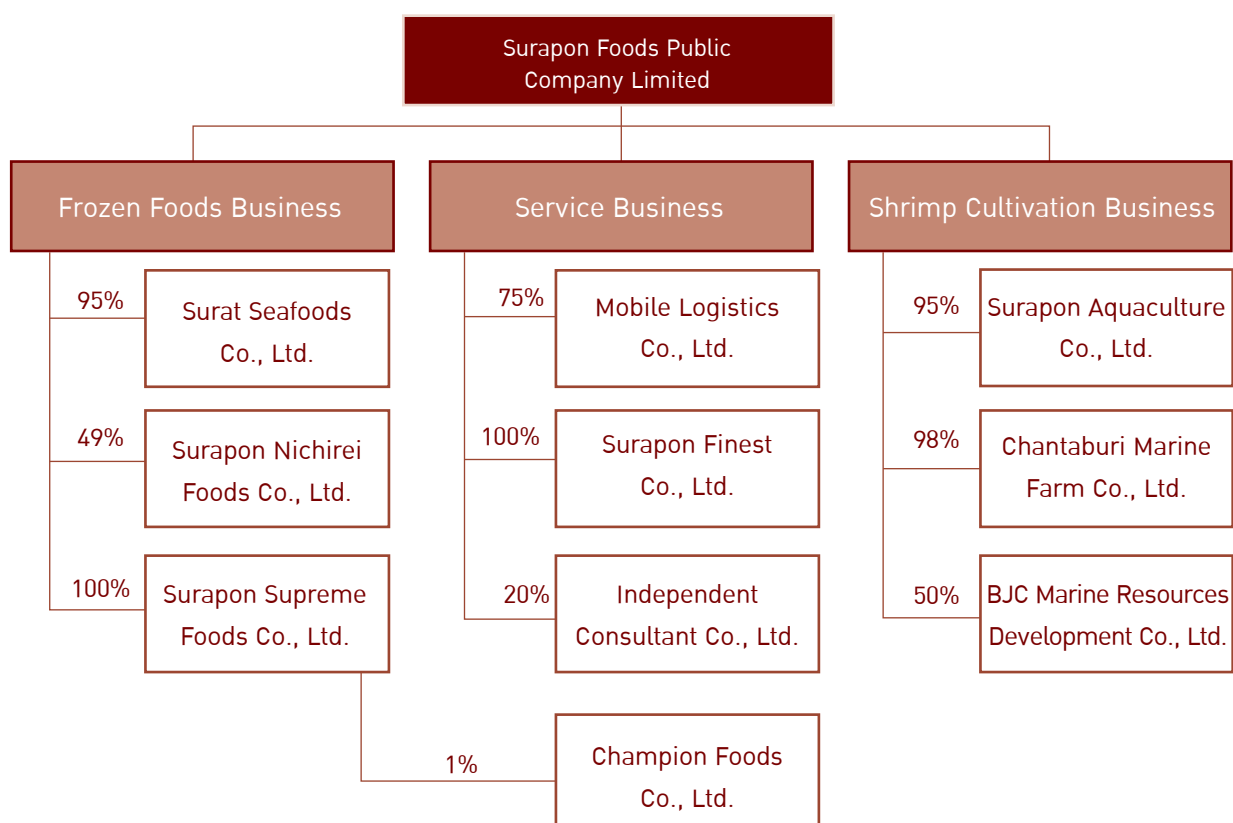 Surapon Foods Public
Company Limited
Frozen Foods Business
Service Business
Shrimp Cultivation Business
95%
Surat Seafoods
Co., Ltd.
49%
Surapon Nichirei
Foods Co., Ltd.
100%
Surapon Supreme
Foods Co., Ltd.
75%
Mobile Logistics
Co., Ltd.
100%
Surapon Finest
Co., Ltd.
20%
Independent
Consultant Co., Ltd.
1%
Champion Foods
Co., Ltd.
95%
Surapon Aquaculture
Co., Ltd.
98%
Chantaburi Marine
Farm Co., Ltd.
50%
BJC Marine Resources
Development Co., Ltd.